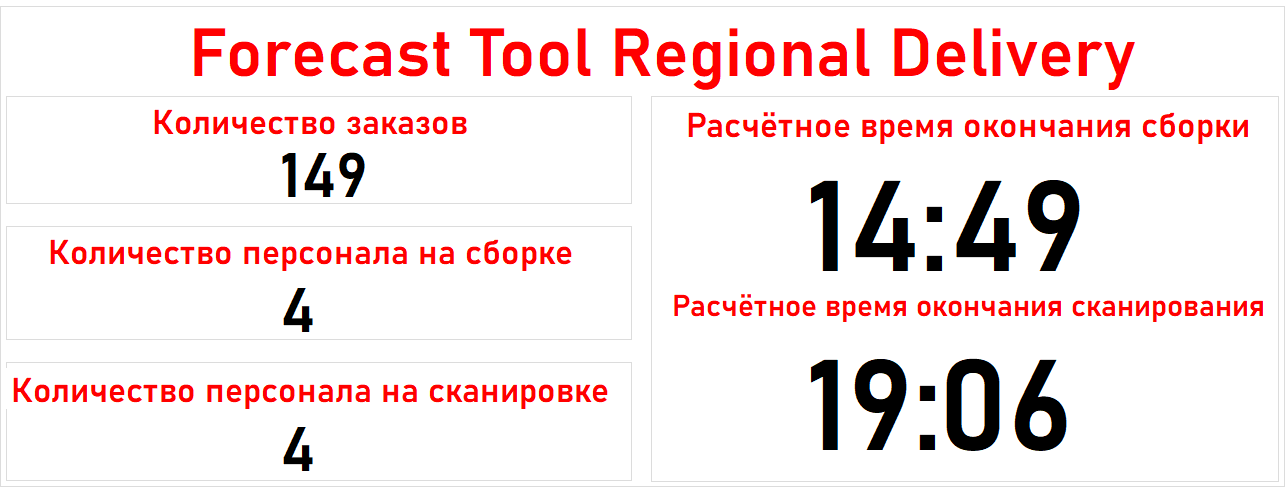 Forecast Tool Regional Delivery
Количество заказов
149
Количество персонала на сборке
4
Количество персонала на сканировке
4
Расчётное время окончания сборки
14:49
Расчётное время окончания сканирования
19:06